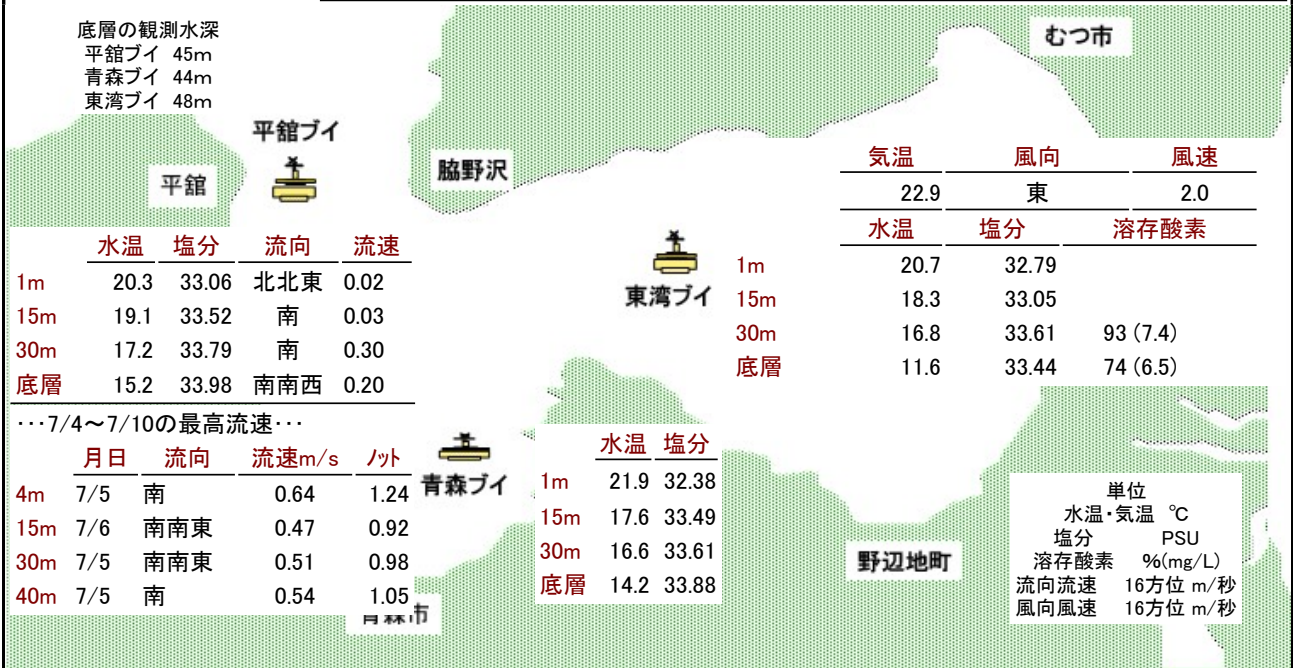 底層の観測水深
平舘ブイ 45m
青森ブイ 44m
東湾ブイ 48m
むつ市
平舘ブイ
平舘
脇野沢
気温 風向 風速
22.9 東 2.0
水温 塩分 溶存酸素
1m 20.7 32.79
15m 18.3 33.05
30m 16.8 33.61 93 (7.4)
底層 11.6 33.44 74 (6.5)
東湾ブイ
水温 塩分 流向 流速
1m 20.3 33.06 北北東 0.02
15m 19.1 33.52 南 0.03
30m 17.2 33.79 南 0.30
底層 15.2 33.98 南南西 0.20
･･･7/4～7/10の最高流速･･･
月日 流向 流速m/s ノット
4m 7/5 南 0.64 1.24
15m 7/6 南南東 0.47 0.92
30m 7/5 南南東 0.51 0.98
40m 7/5 南 0.54 1.05
青森ブイ
水温 塩分
1m 21.9 32.38
15m 17.6 33.49
30m 16.6 33.61
底層 14.2 33.88
青森市
野辺地町
単位
水温･気温 ℃
塩分 PSU
溶存酸素 %(mg/L)
流向流速 16方位 m/秒
風向風速 16方位 m/秒